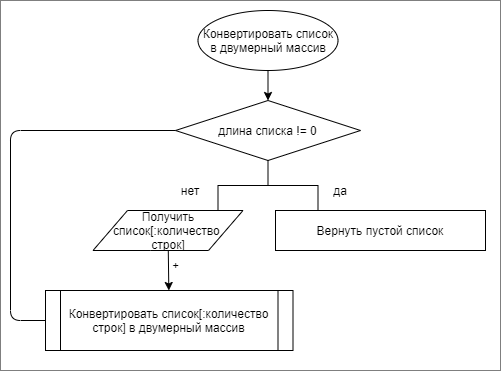 Конвертировать список
в двумерный массив
длина списка != 0
нет
да
Получить
список[:количество
строк]
Вернуть пустой список
+
Конвертировать список[:количество
строк] в двумерный массив